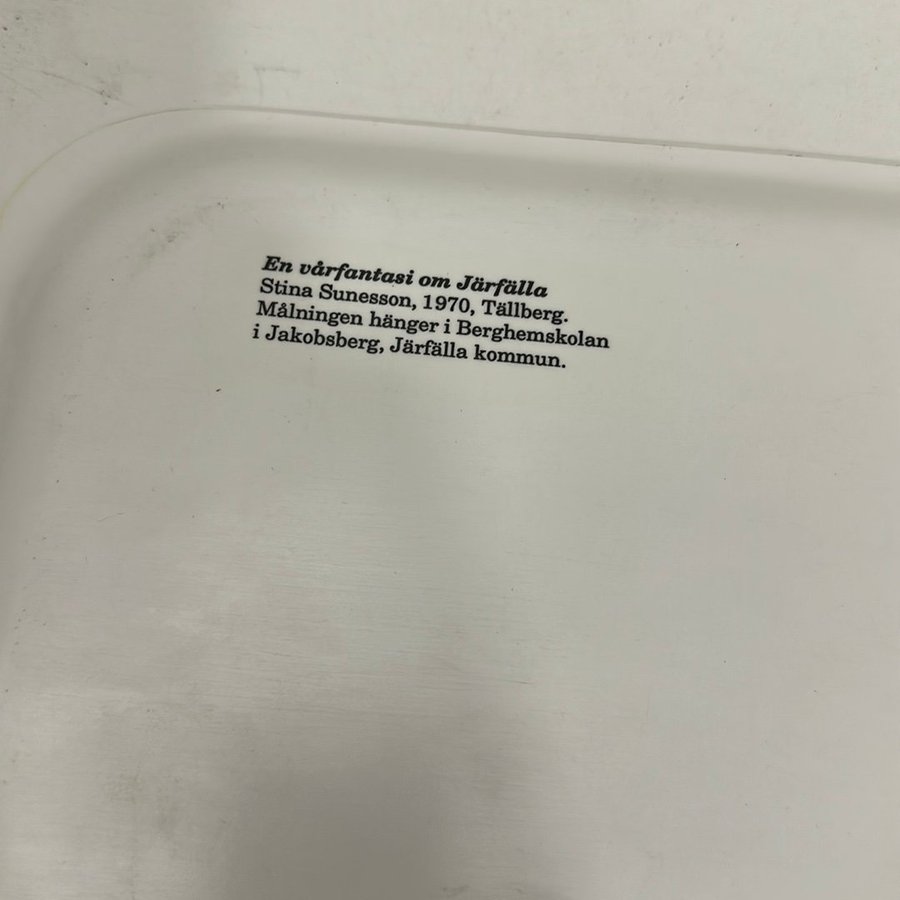 En vårfantasi om Järfälla
Stina Sunesson, 1970, Tällberg.
Målningen hänger i Berghemskolan
i Jakobsberg, Järfälla kommun.